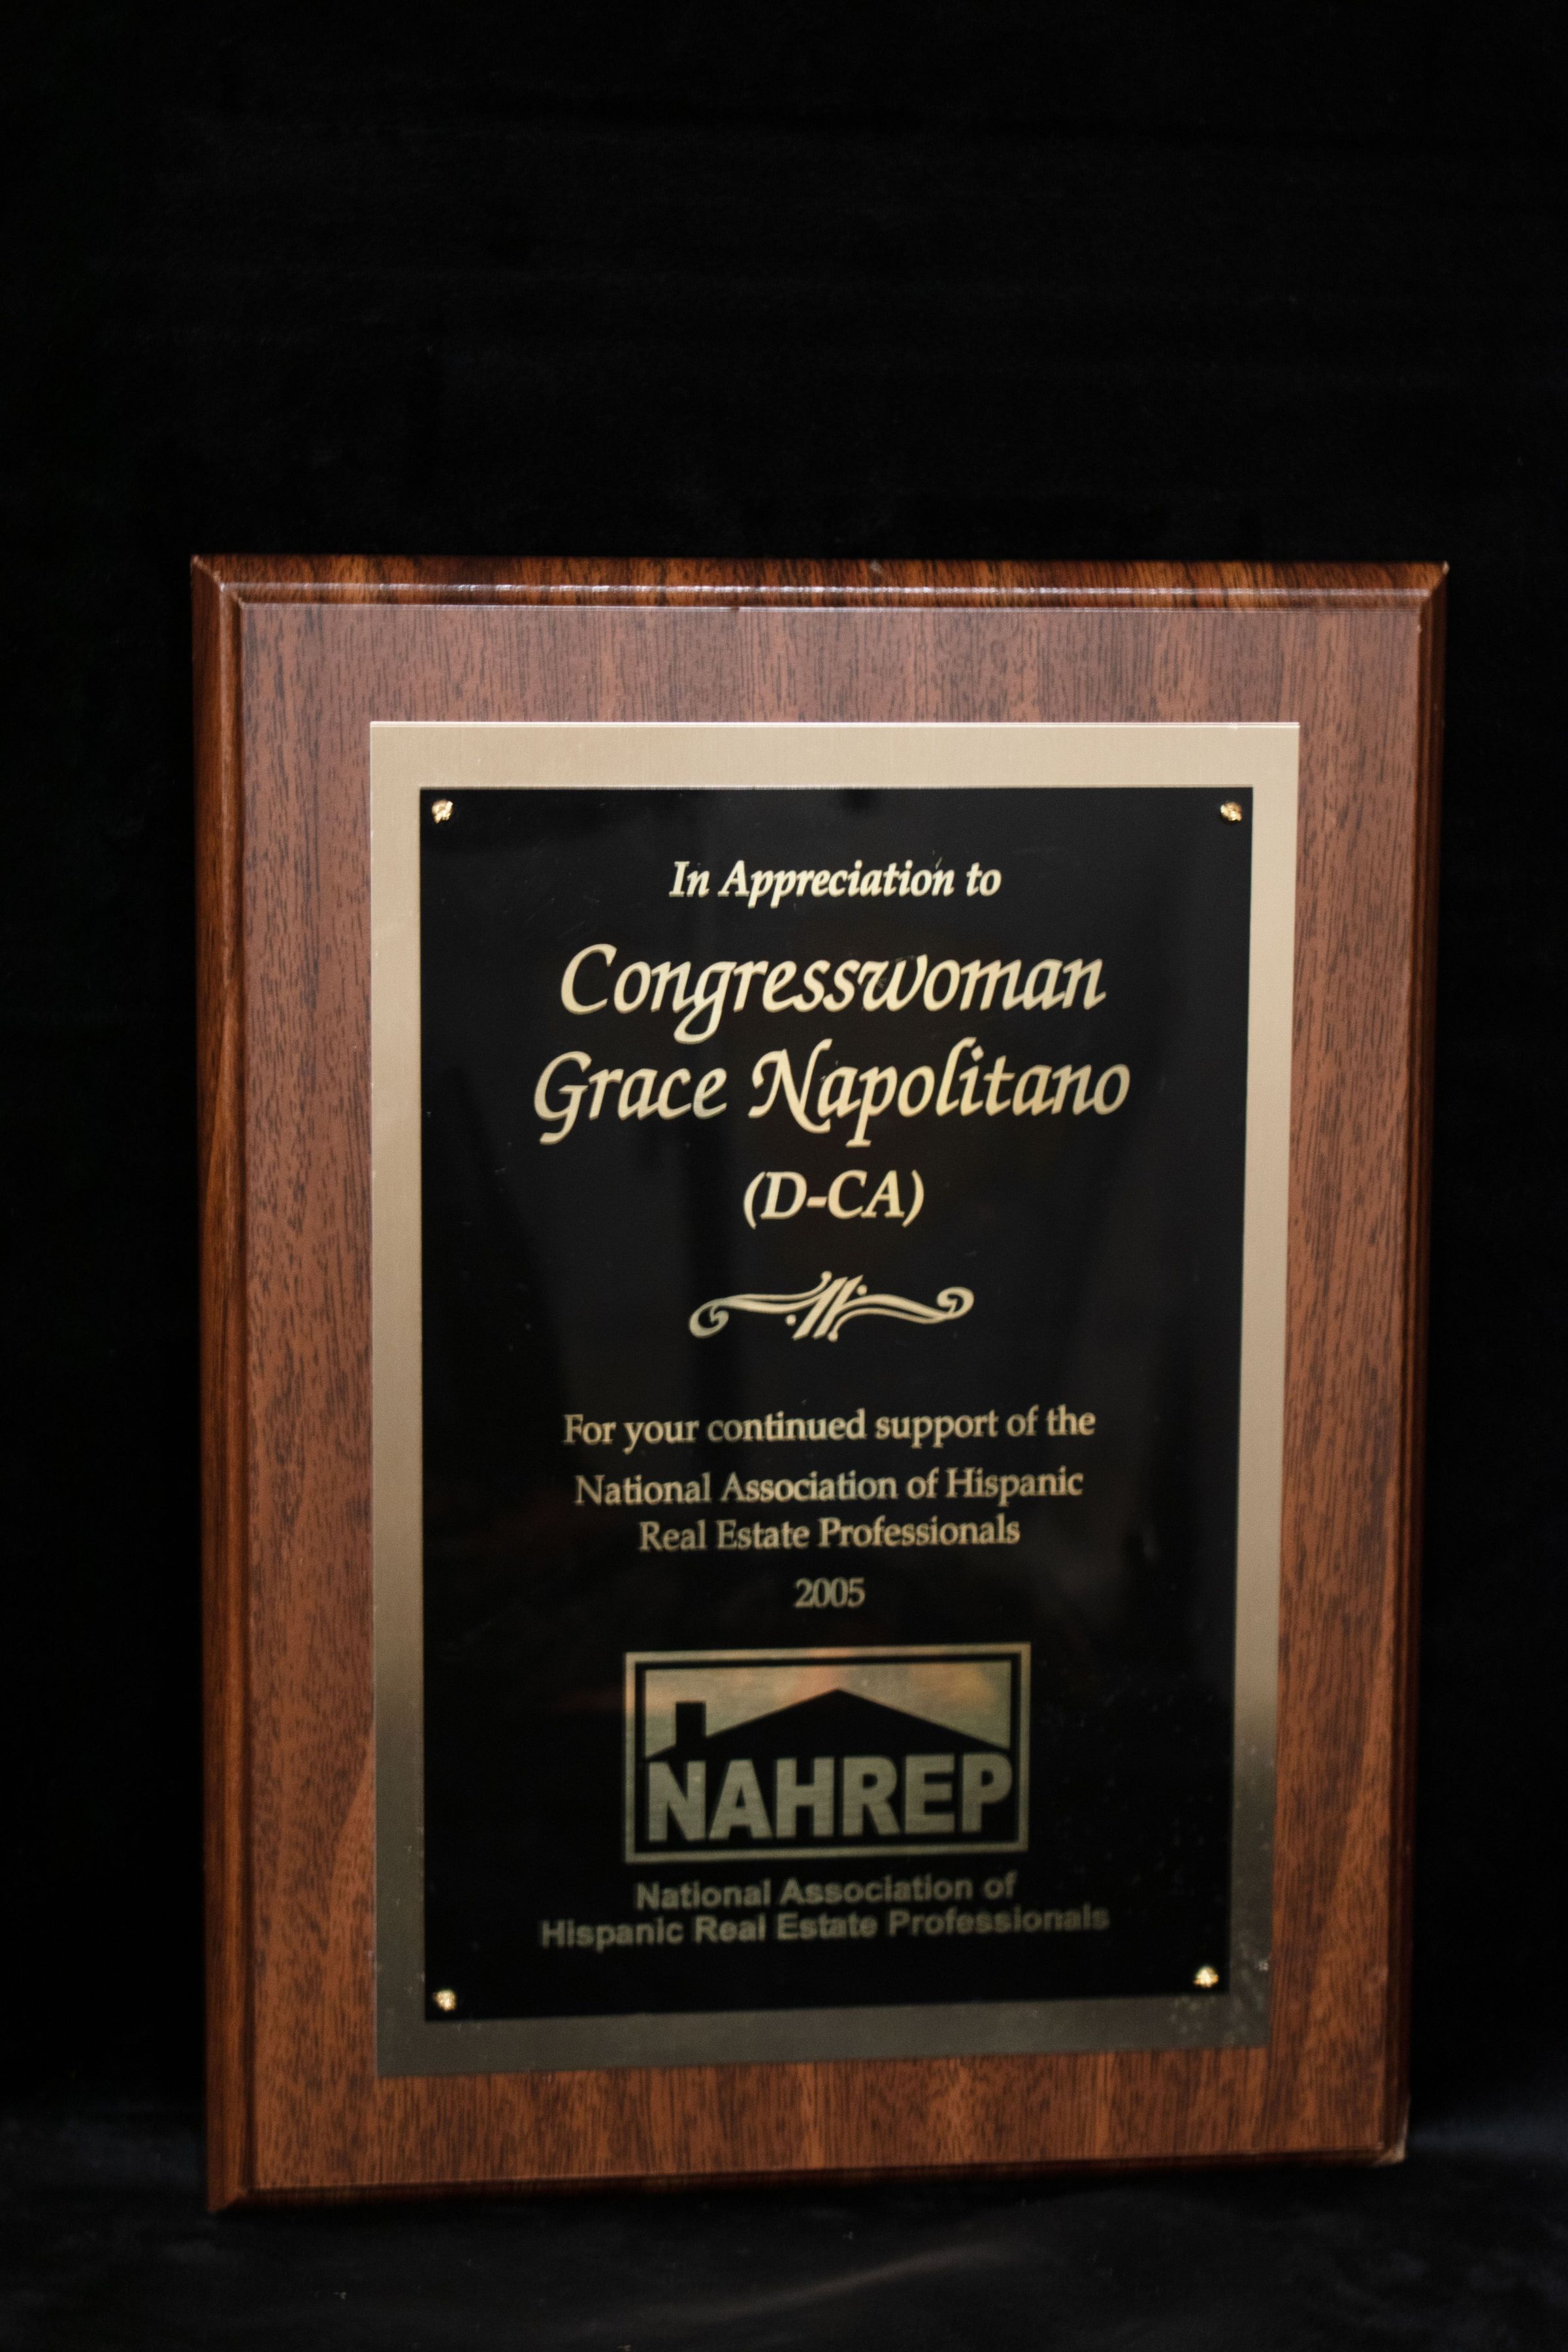 In Appreciation to
Congresswoman
Grace Napolitano
(D-CA)
For your continued support of the
National Association of Hispanic
Real Estate Professionals
2005
NAHREP
National Association of
Hispanic Real Estate Professionals